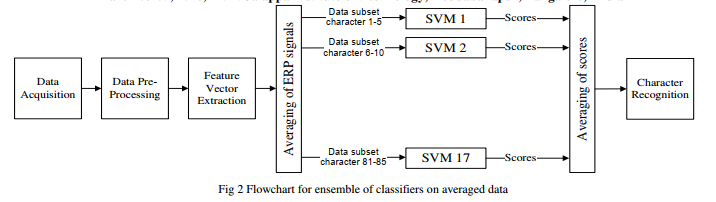 Data subset
character 1-5
SVM 1
Scores
Data subset
character 6-10
SVM 2
Scores
Data
Acquisition
Data Pre-
Processing
Feature
Vector
Extraction
Averaging of ERP signals
Averaging of scores
Character
Recognition
Data subset
character 81-85
SVM 17
Scores
Fig 2 Flowchart for ensemble of classifiers on averaged data